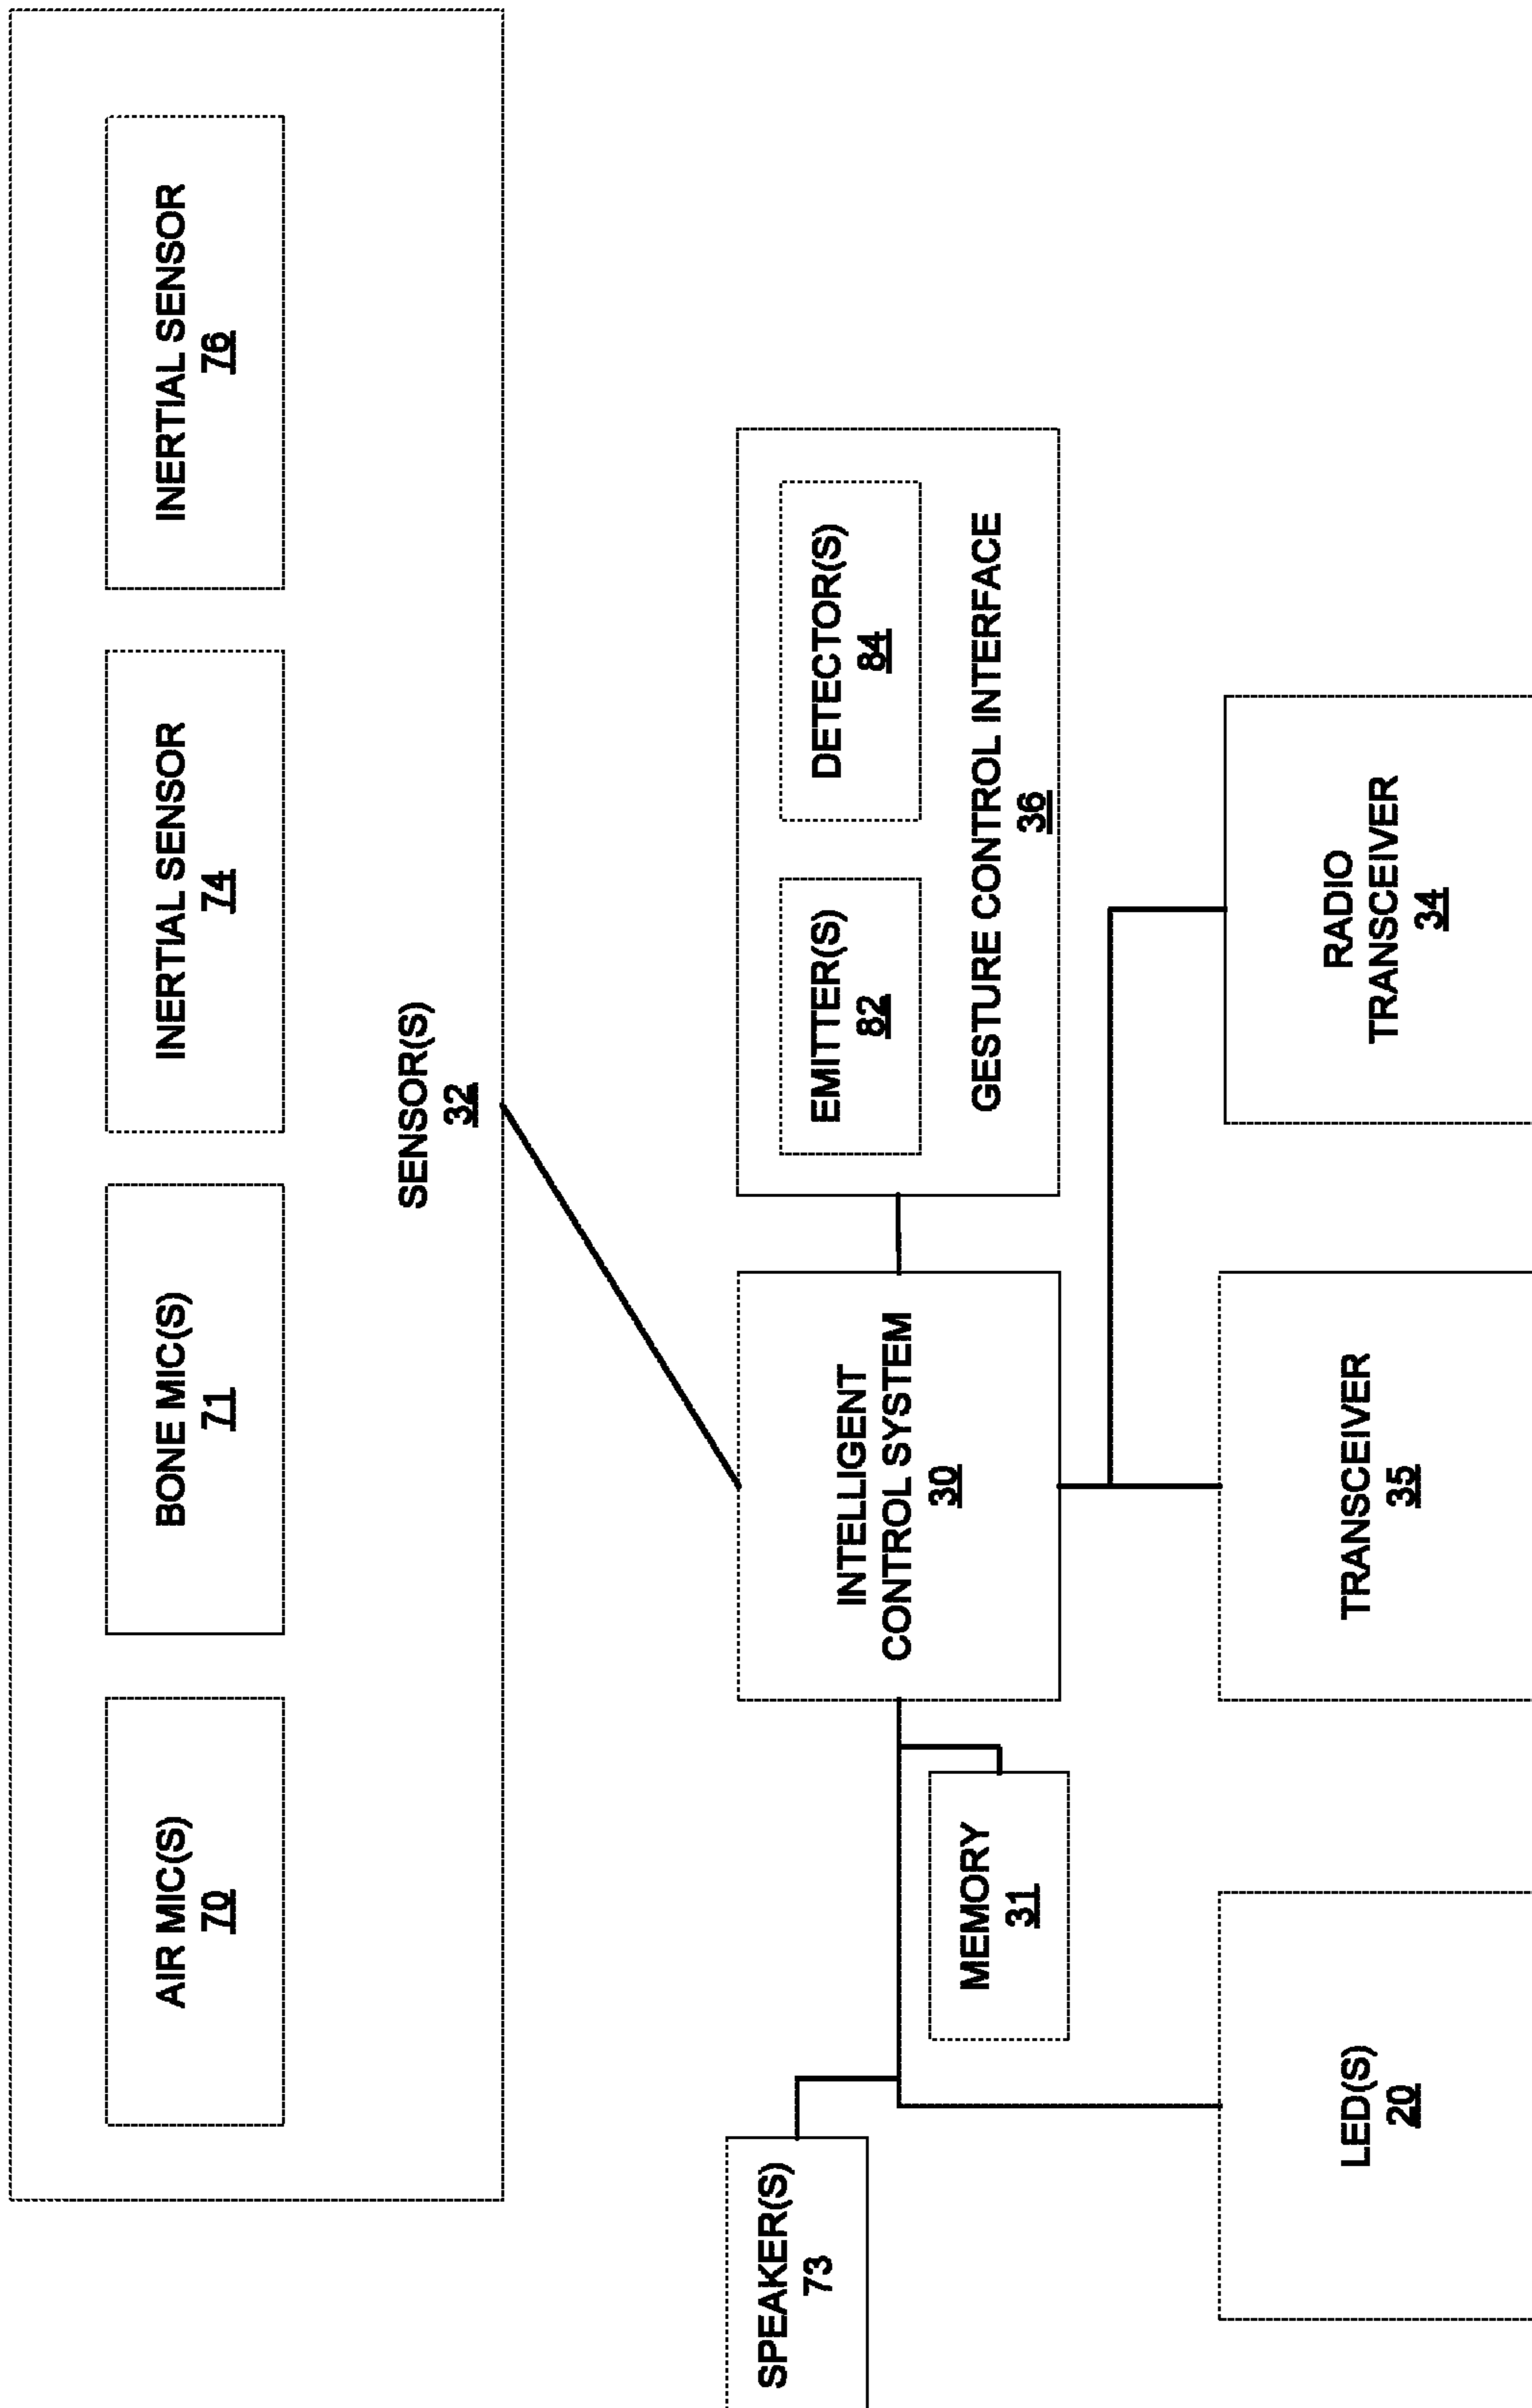 AIR MIC(S)
70
BONE MIC(S)
71
INERTIAL SENSOR
74
INERTIAL SENSOR
76
SENSOR(S)
32
SPEAKER(S)
73
MEMORY
31
INTELLIGENT
CONTROL SYSTEM
30
EMITTER(S)
82
DETECTOR(S)
84
GESTURE CONTROL INTERFACE
36
LED(S)
20
TRANSCEIVER
35
RADIO
TRANSCEIVER
34